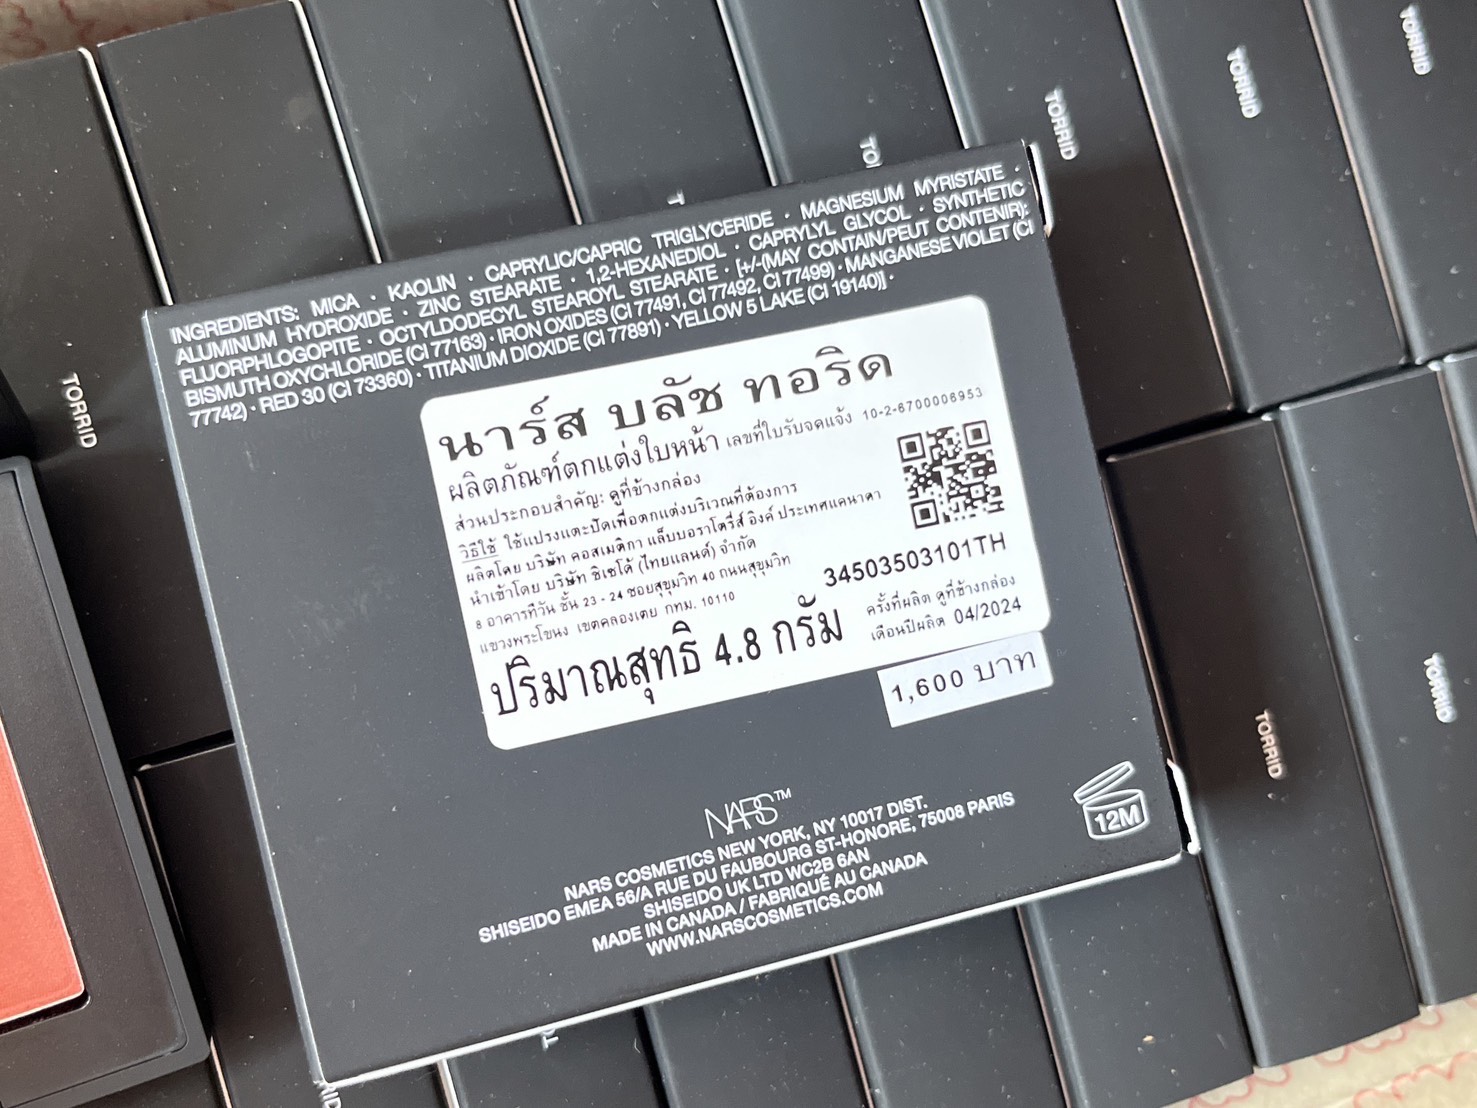 INGREDIENTS: MICA · KAOLIN · CAPRYLIC/CAPRIC TRIGLYCERIDE · MAGNESIUM MYRISTATE ·
ALUMINUM HYDROXIDE · ZINC STEARATE · 1,2-HEXANEDIOL · CAPRYLYL GLYCOL · SYNTHETIC
FLUORPHLOGOPITE · OCTYLDODECYL STEAROYL STEARATE · [+/-(MAY CONTAIN/PEUT CONTENIR):
BISMUTH OXYCHLORIDE (CI 77163) · IRON OXIDES (CI 77491, CI 77492, CI 77499) · MANGANESE VIOLET (CI
77742) · RED 30 (CI 73360) · TITANIUM DIOXIDE (CI 77891) · YELLOW 5 LAKE (CI 19140)] ·
นาร์ส บลัช ทอริด
ผลิตภัณฑ์ตกแต่งใบหน้า เลขที่ใบรับจดแจ้ง 10-2-6700006953
ส่วนประกอบสำคัญ: ดูที่ข้างกล่อง
วิธีใช้ ใช้แปรงแตะปัดเพื่อตกแต่งบริเวณที่ต้องการ
ผลิตโดย บริษัท คอสเมติกา แล็บบอราโตรี่ส์ อิงค์ ประเทศแคนาดา
นำเข้าโดย บริษัท ชิเซโด้ (ไทยแลนด์) จำกัด
8 อาคารทีวัน ชั้น 23 - 24 ซอยสุขุมวิท 40 ถนนสุขุมวิท
แขวงพระโขนง เขตคลองเตย กทม. 10110
34503503101TH
ปริมาณสุทธิ 4.8 กรัม
ครั้งที่ผลิต ดูที่ข้างกล่อง
เดือนปีผลิต 04/2024
1,600 บาท
NARS™
NARS COSMETICS NEW YORK, NY 10017 DIST.
SHISEIDO EMEA 56/A RUE DU FAUBOURG ST-HONORE, 75008 PARIS
SHISEIDO UK LTD WC2B 6AN
MADE IN CANADA / FABRIQUÉ AU CANADA
WWW.NARSCOSMETICS.COM
12M
TORRID
TORRID
TORRID
TORRID
TORRID
TORRID